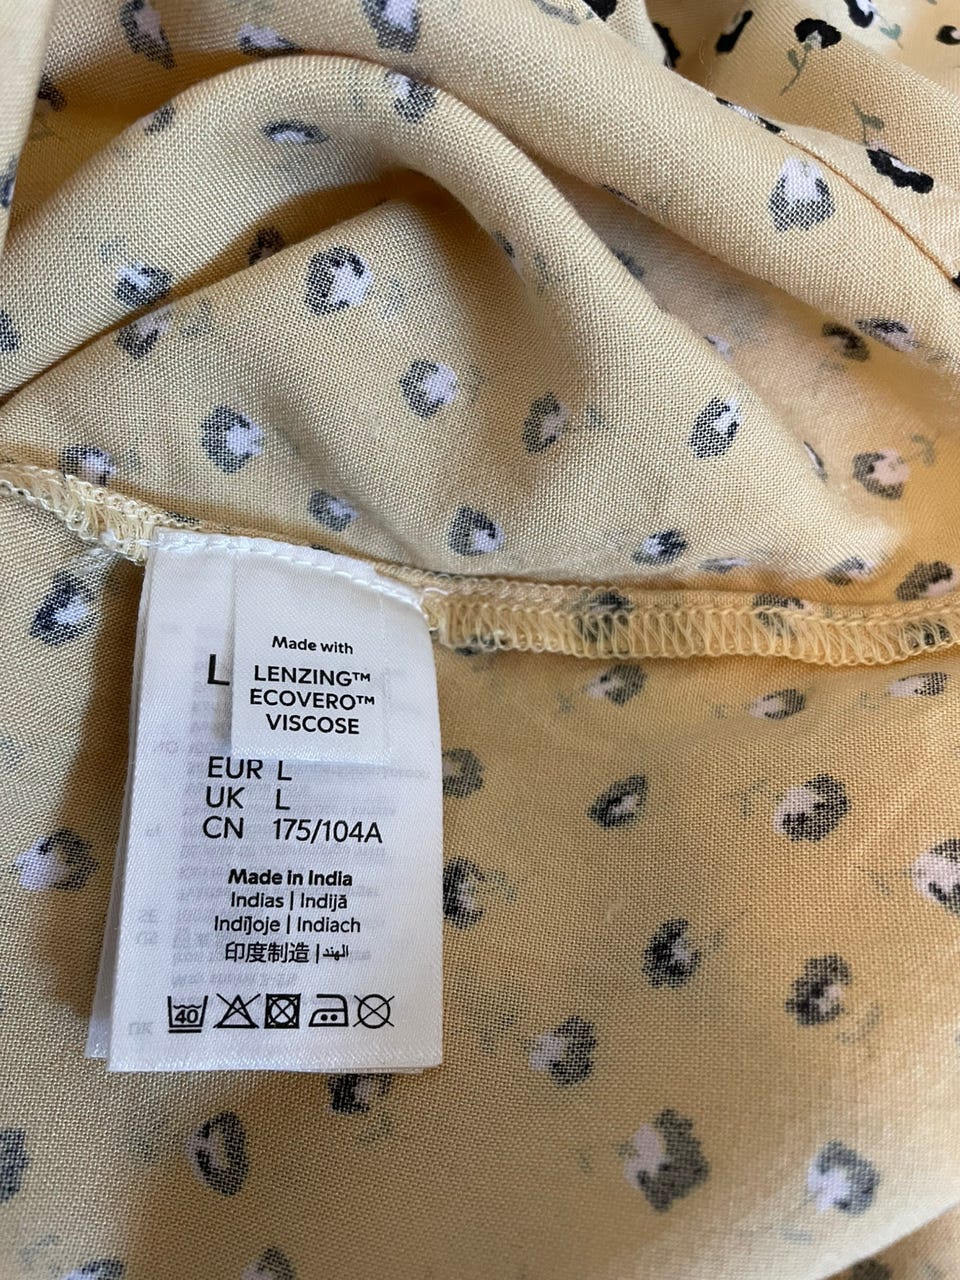 Made with
LENZING™
ECOVERO™
VISCOSE
L
EUR L
UK L
CN 175/104A
Made in India
Indias | Indijā
Indijoje | Indiach
印度制造 | الهند
40